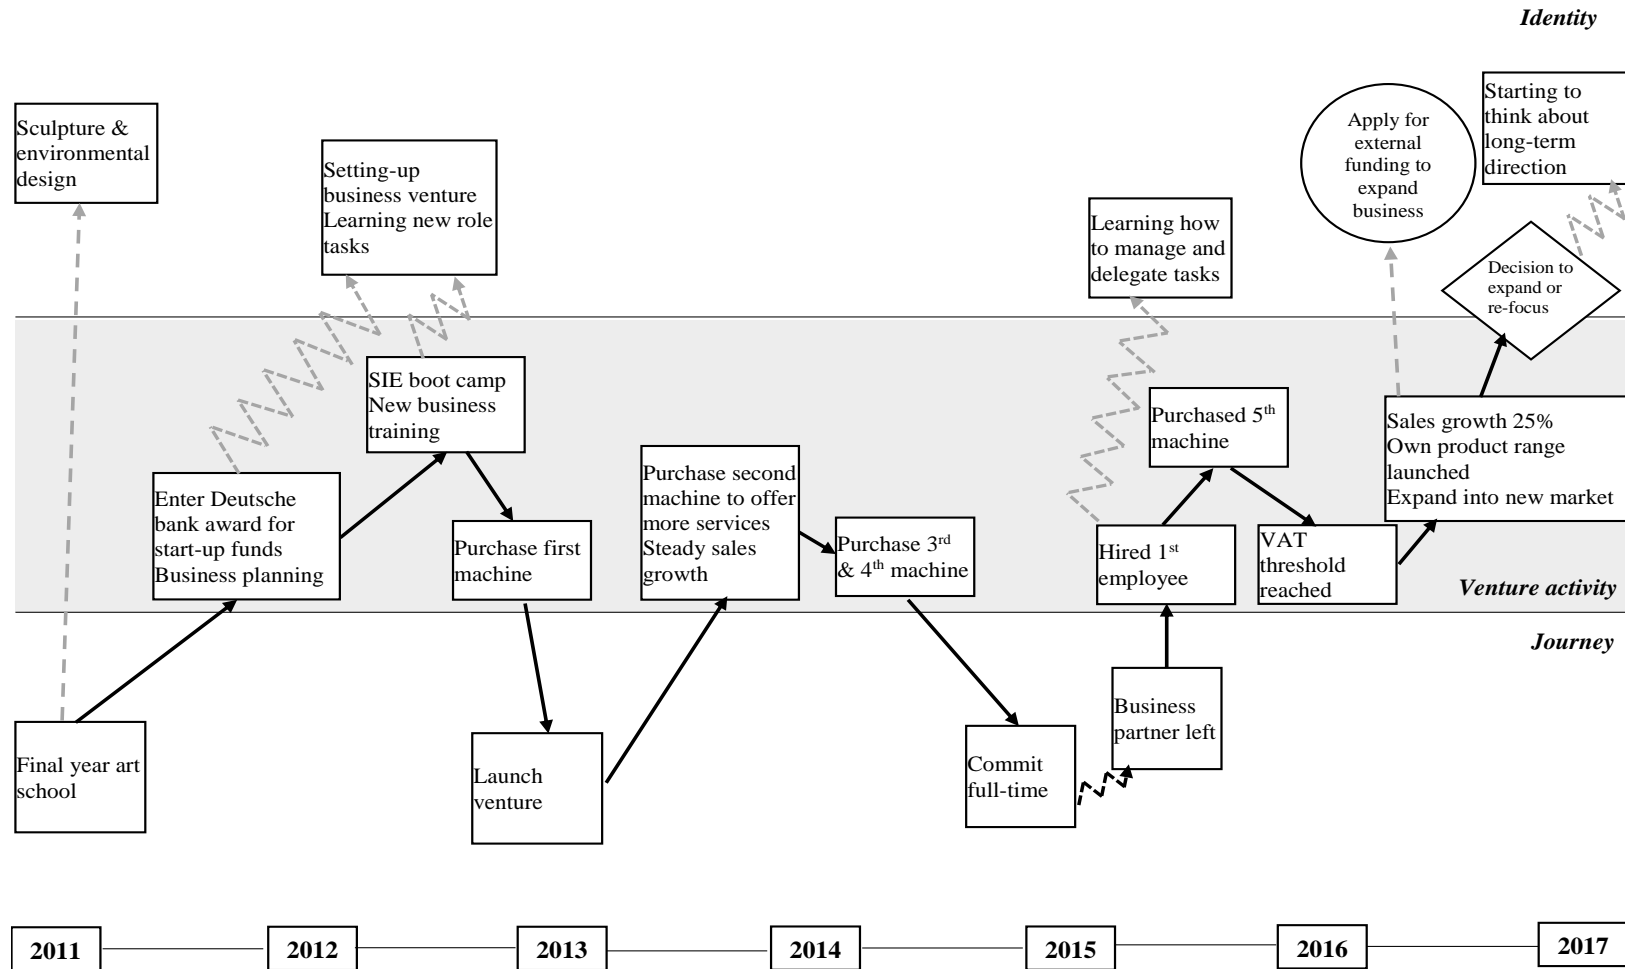 Identity
Sculpture &
environmental
design
Setting-up
business venture
Learning new role
tasks
Learning how
to manage and
delegate tasks
Apply for
external
funding to
expand
business
Starting to
think about
long-term
direction
Decision to
expand or
re-focus
SIE boot camp
New business
training
Enter Deutsche
bank award for
start-up funds
Business planning
Purchase first
machine
Purchase second
machine to offer
more services
Steady sales
growth
Purchase 3rd
& 4th machine
Purchased 5th
machine
Hired 1st
employee
VAT
threshold
reached
Sales growth 25%
Own product range
launched
Expand into new market
Venture activity
Journey
Final year art
school
Launch
venture
Commit
full-time
Business
partner left
2011
2012
2013
2014
2015
2016
2017